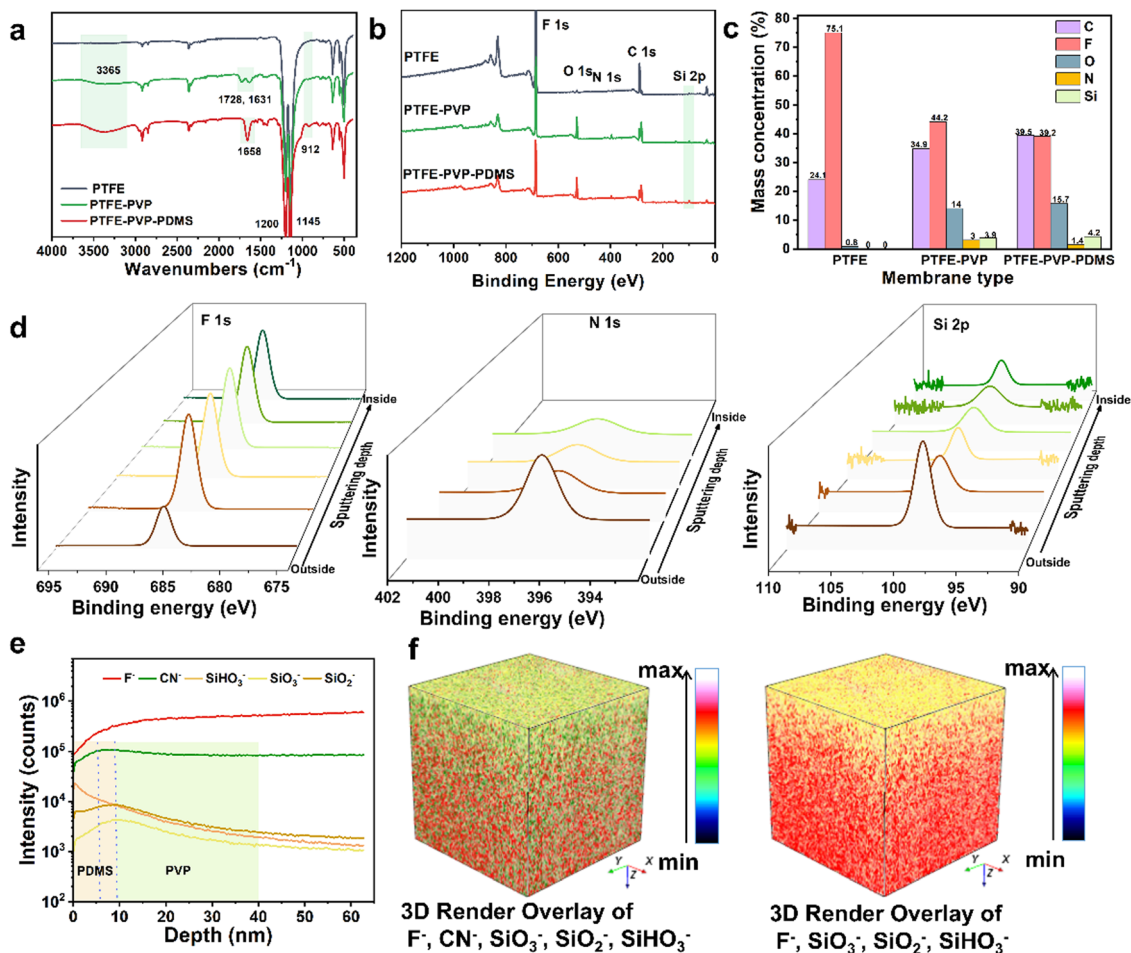 a
3365
1728, 1631
1658
912
1200
1145
PTFE
PTFE-PVP
PTFE-PVP-PDMS
4000 3500 3000 2500 2000 1500 1000 500
Wavenumbers (cm⁻¹)
b
F 1s
PTFE
O 1s N 1s
C 1s
Si 2p
PTFE-PVP
PTFE-PVP-PDMS
1200 1000 800 600 400 200 0
Binding Energy (eV)
c
Mass concentration (%)
80
70
60
50
40
30
20
10
0
C
F
O
N
Si
24.1
75.1
0.8
0
0
34.9
44.2
14
3
3.9
39.5
39.2
15.7
1.4
4.2
PTFE
PTFE-PVP
PTFE-PVP-PDMS
Membrane type
d
F 1s
Intensity
Inside
Sputtering depth
Outside
695 690 685 680 675
Binding energy (eV)
N 1s
Intensity
Inside
Sputtering depth
Outside
402 400 398 396 394
Binding energy (eV)
Si 2p
Intensity
Inside
Sputtering depth
Outside
110 105 100 95 90
Binding energy (eV)
e
F⁻ CN⁻ SiHO₃⁻ SiO₃⁻ SiO₂⁻
Intensity (counts)
10⁶
10⁵
10⁴
10³
10²
PDMS
PVP
0 10 20 30 40 50 60
Depth (nm)
f
max
min
Y X
Z
3D Render Overlay of
F⁻, CN⁻, SiO₃⁻, SiO₂⁻, SiHO₃⁻
max
min
Y X
Z
3D Render Overlay of
F⁻, SiO₃⁻, SiO₂⁻, SiHO₃⁻